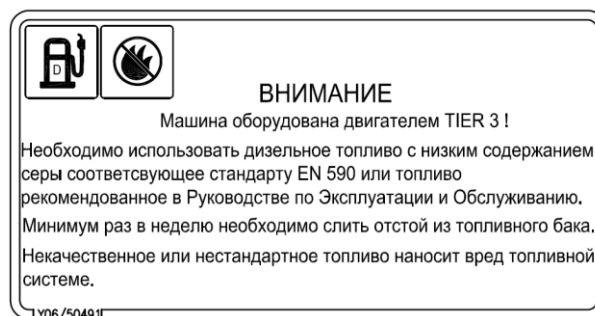 D
ВНИМАНИЕ
Машина оборудована двигателем TIER 3 !
Необходимо использовать дизельное топливо с низким содержанием
серы соответсвующее стандарту EN 590 или топливо
рекомендованное в Руководстве по Эксплуатации и Обслуживанию.
Минимум раз в неделю необходимо слить отстой из топливного бака.
Некачественное или нестандартное топливо наносит вред топливной
системе.
LY06/50491